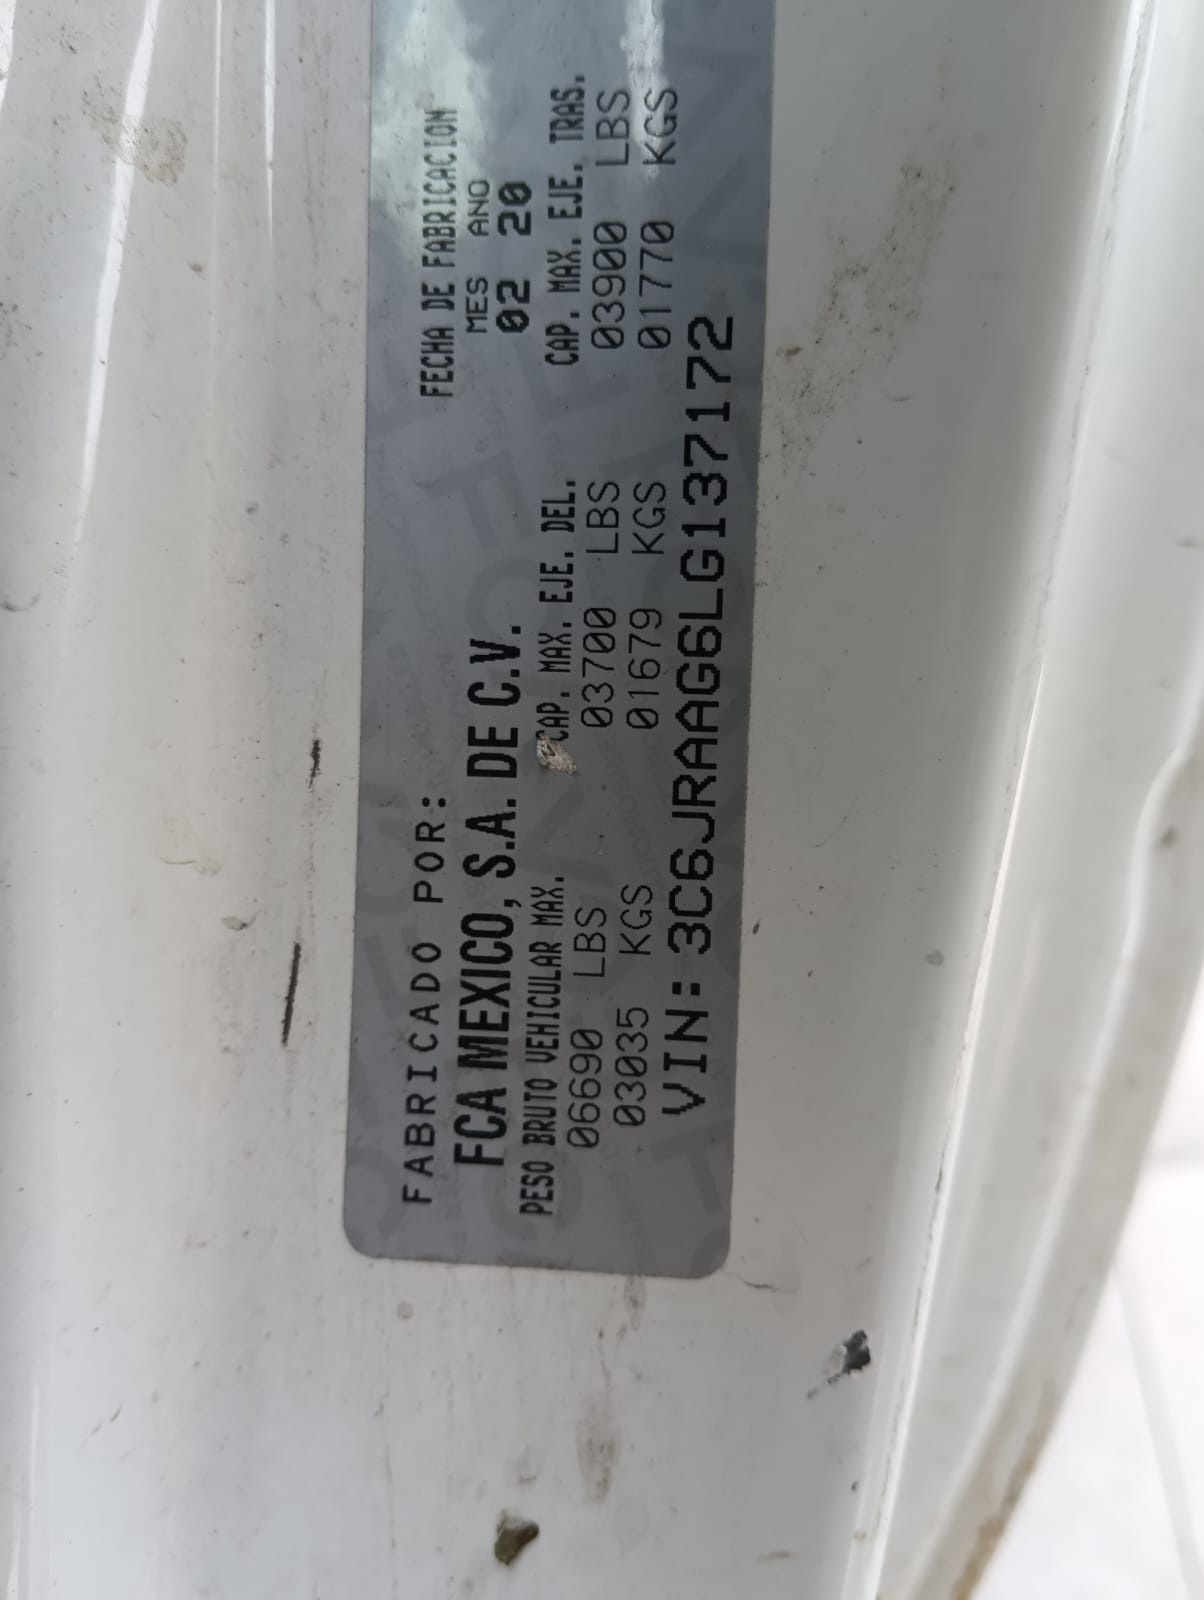 FABRICADO POR:
FECHA DE FABRICACION
MES ANO
FCA MEXICO, S.A. DE C.V.
02 20
PESO BRUTO VEHICULAR MAX.
CAP. MAX. EJE. DEL.
CAP. MAX. EJE. TRAS.
06690 LBS
03700 LBS
03900 LBS
03035 KGS
01679 KGS
01770 KGS
VIN: 3C6JRAAG6LG137172